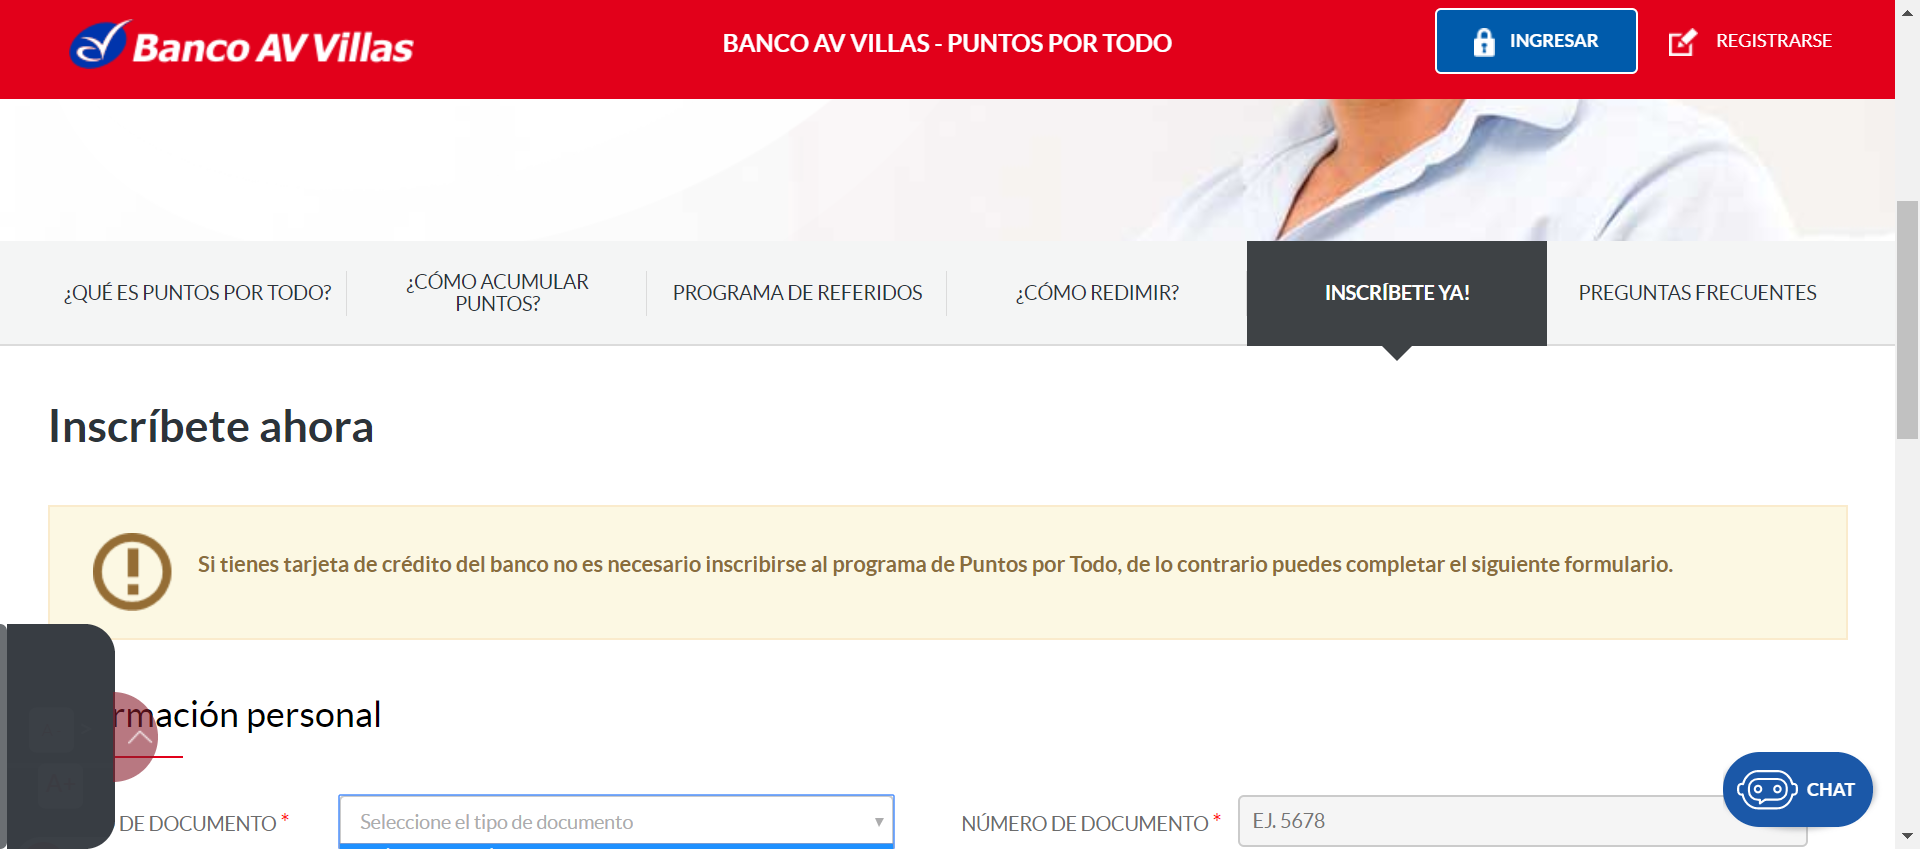 Banco AV Villas
BANCO AV VILLAS - PUNTOS POR TODO
INGRESAR
REGISTRARSE
¿QUÉ ES PUNTOS POR TODO?
¿CÓMO ACUMULAR
PUNTOS?
PROGRAMA DE REFERIDOS
¿CÓMO REDIMIR?
INSCRÍBETE YA!
PREGUNTAS FRECUENTES
Inscríbete ahora
Si tienes tarjeta de crédito del banco no es necesario inscribirse al programa de Puntos por Todo, de lo contrario puedes completar el siguiente formulario.
rmación personal
DE DOCUMENTO *
Seleccione el tipo de documento
NÚMERO DE DOCUMENTO *
EJ. 5678
CHAT